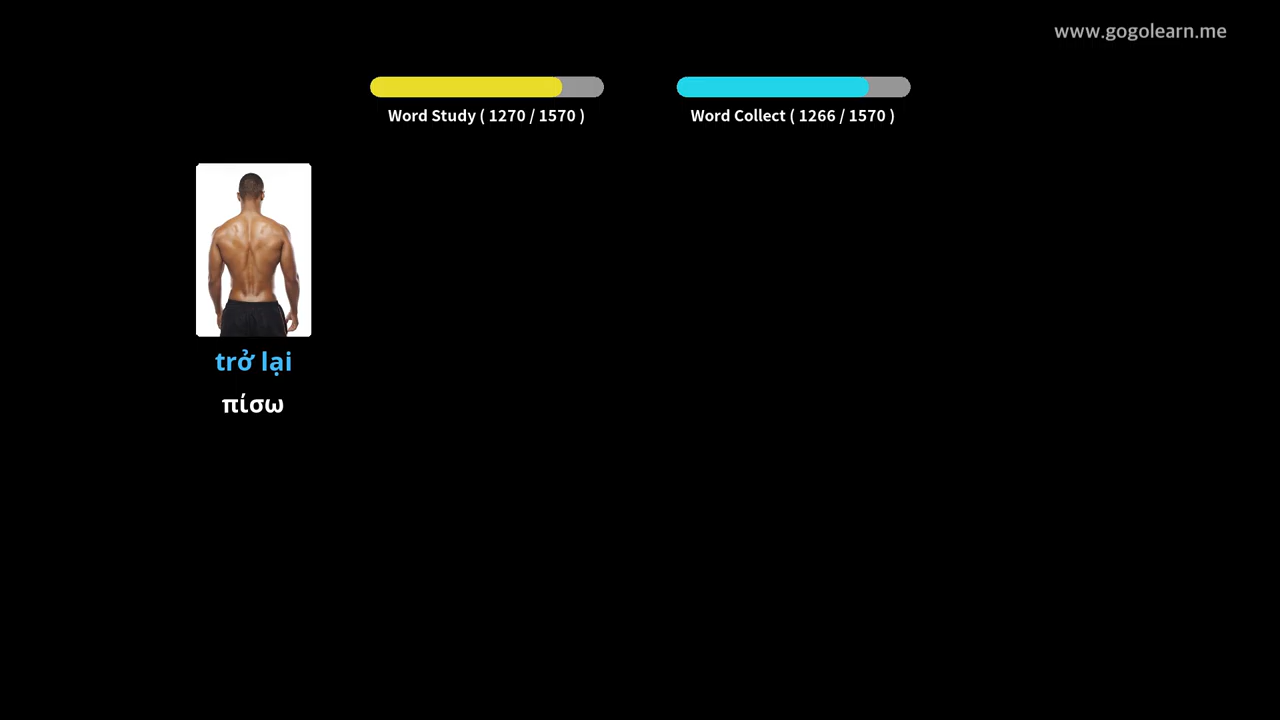 www.gogolearn.me
Word Study ( 1270 / 1570 )
Word Collect ( 1266 / 1570 )
trở lại
πίσω